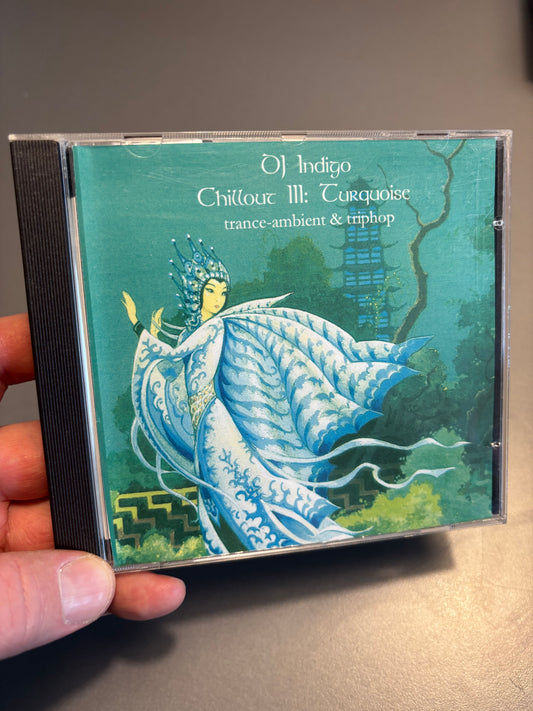 DJ Indigo
Chillout III: Turquoise
trance-ambient & triphop